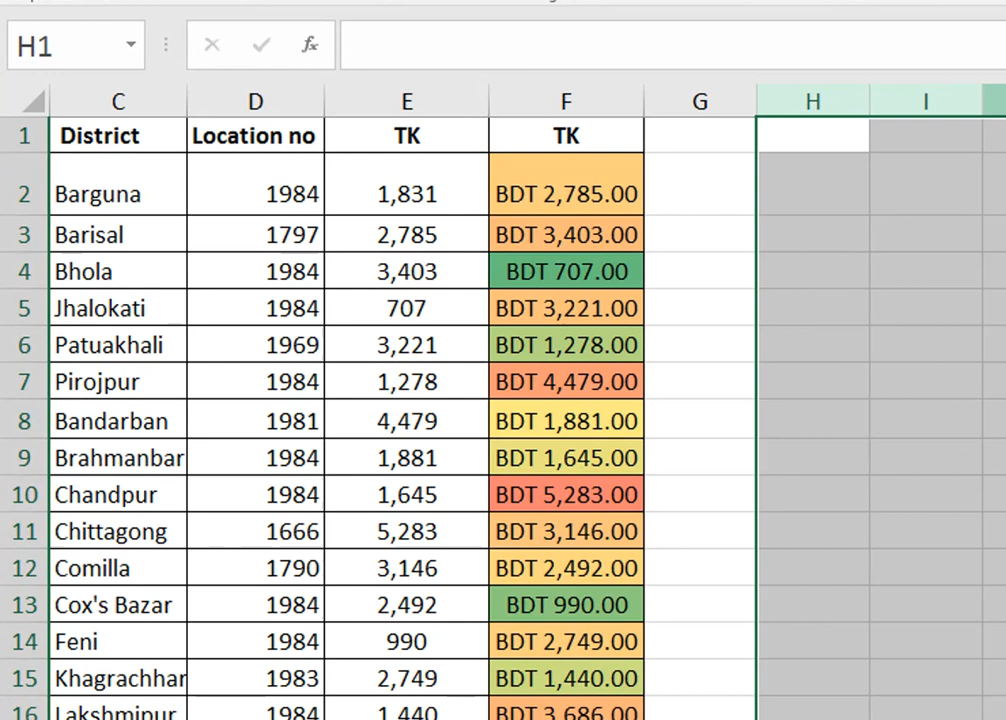 H1
fx
C D E F G H I
1 District Location no TK TK
2 Barguna 1984 1,831 BDT 2,785.00
3 Barisal 1797 2,785 BDT 3,403.00
4 Bhola 1984 3,403 BDT 707.00
5 Jhalokati 1984 707 BDT 3,221.00
6 Patuakhali 1969 3,221 BDT 1,278.00
7 Pirojpur 1984 1,278 BDT 4,479.00
8 Bandarban 1981 4,479 BDT 1,881.00
9 Brahmanbar 1984 1,881 BDT 1,645.00
10 Chandpur 1984 1,645 BDT 5,283.00
11 Chittagong 1666 5,283 BDT 3,146.00
12 Comilla 1790 3,146 BDT 2,492.00
13 Cox's Bazar 1984 2,492 BDT 990.00
14 Feni 1984 990 BDT 2,749.00
15 Khagrachhar 1983 2,749 BDT 1,440.00
16 Lakshmipur 1984 1,440 BDT 3,686.00